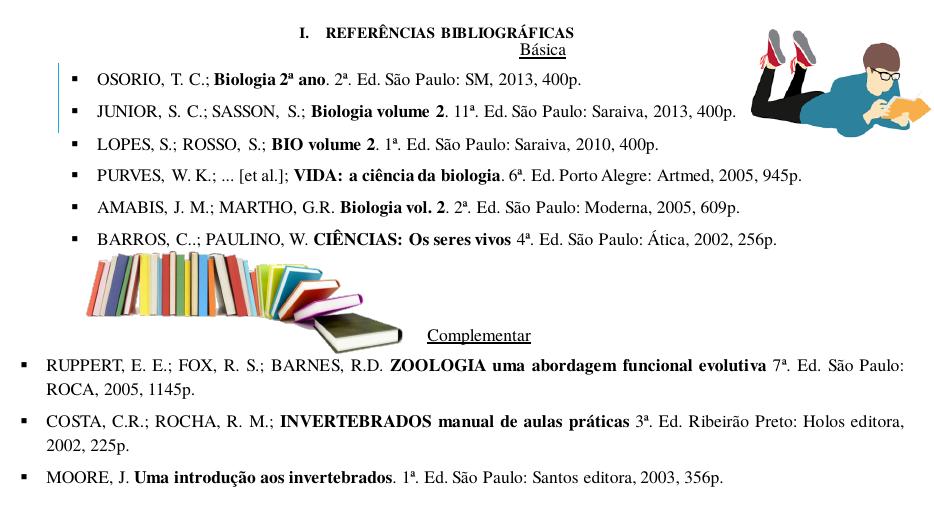 I. REFERÊNCIAS BIBLIOGRÁFICAS
Básica
▪ OSORIO, T. C.; Biologia 2ª ano. 2ª. Ed. São Paulo: SM, 2013, 400p.
▪ JUNIOR, S. C.; SASSON, S.; Biologia volume 2. 11ª. Ed. São Paulo: Saraiva, 2013, 400p.
▪ LOPES, S.; ROSSO, S.; BIO volume 2. 1ª. Ed. São Paulo: Saraiva, 2010, 400p.
▪ PURVES, W. K.; ... [et al.]; VIDA: a ciência da biologia. 6ª. Ed. Porto Alegre: Artmed, 2005, 945p.
▪ AMABIS, J. M.; MARTHO, G.R. Biologia vol. 2. 2ª. Ed. São Paulo: Moderna, 2005, 609p.
▪ BARROS, C..; PAULINO, W. CIÊNCIAS: Os seres vivos 4ª. Ed. São Paulo: Ática, 2002, 256p.
Complementar
▪ RUPPERT, E. E.; FOX, R. S.; BARNES, R.D. ZOOLOGIA uma abordagem funcional evolutiva 7ª. Ed. São Paulo:
ROCA, 2005, 1145p.
▪ COSTA, C.R.; ROCHA, R. M.; INVERTEBRADOS manual de aulas práticas 3ª. Ed. Ribeirão Preto: Holos editora,
2002, 225p.
▪ MOORE, J. Uma introdução aos invertebrados. 1ª. Ed. São Paulo: Santos editora, 2003, 356p.